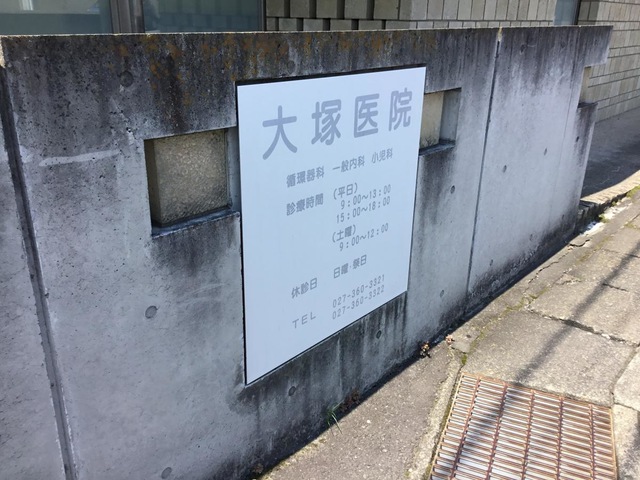 大塚医院
循環器科 一般内科 小児科
診療時間 (平日)
9:00〜13:00
15:00〜18:00
(土曜)
9:00〜12:00
休診日 日曜.祭日
027-360-3321
TEL 027-360-3322